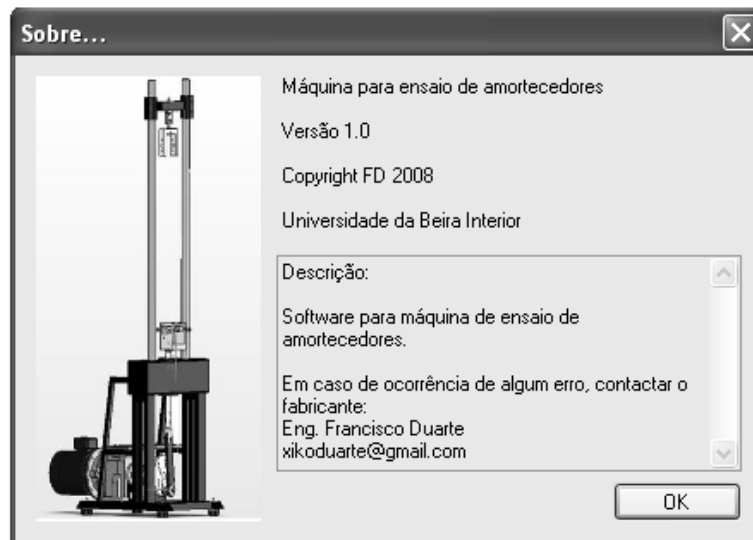 Sobre...
Máquina para ensaio de amortecedores
Versão 1.0
Copyright FD 2008
Universidade da Beira Interior
Descrição:
Software para máquina de ensaio de
amortecedores.
Em caso de ocorrência de algum erro, contactar o
fabricante:
Eng. Francisco Duarte
xikoduarte@gmail.com
OK